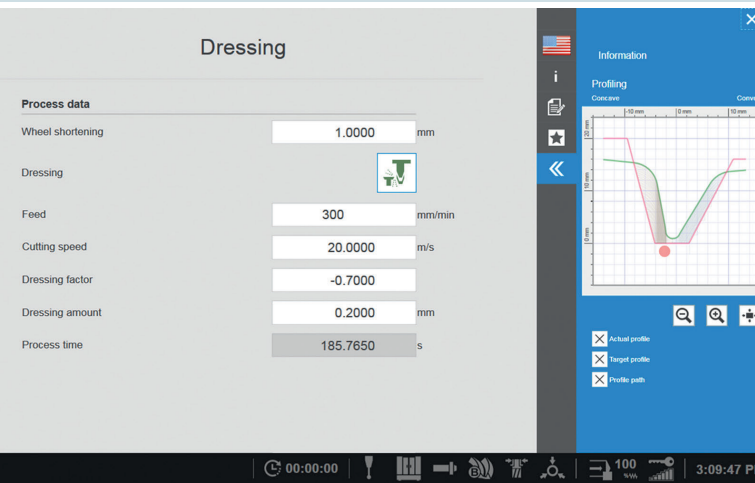 Dressing
Process data
Wheel shortening 1.0000 mm
Dressing
Feed 300 mm/min
Cutting speed 20.0000 m/s
Dressing factor -0.7000
Dressing amount 0.2000 mm
Process time 185.7650 s
i
Information
Profiling
Concave Conve
-10 mm 0 mm 10 mm
20 mm
10 mm
0 mm
Actual profile
Target profile
Profile path
00:00:00
B
100
3:09:47 P